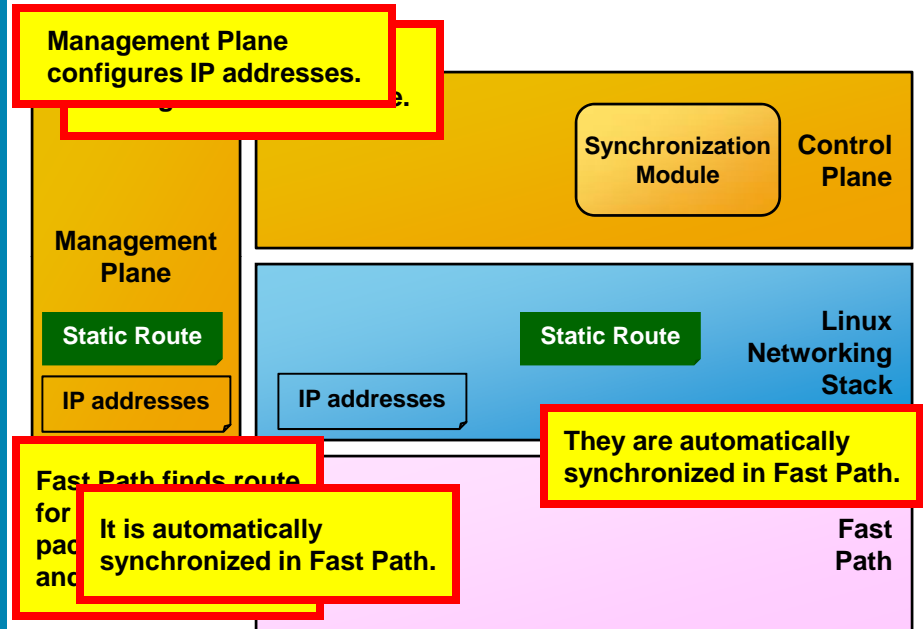 Management Plane
configures IP addresses.
Synchronization
Module
Control
Plane
Management
Plane
Static Route
IP addresses
Static Route
IP addresses
Linux
Networking
Stack
They are automatically
synchronized in Fast Path.
Fast Path finds route
for
and
It is automatically
synchronized in Fast Path.
Fast
Path